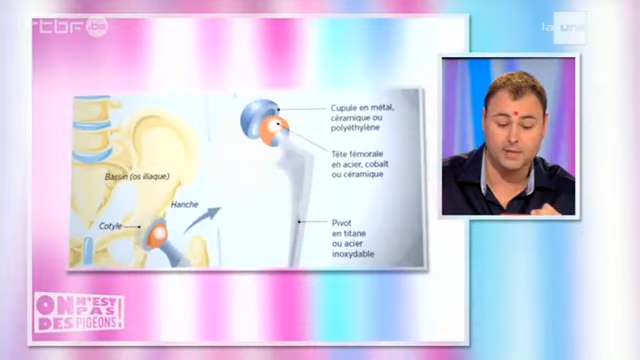 rtbf.be
la une
Cupule en métal,
céramique ou
polyéthylène
Tête fémorale
en acier, cobalt
ou céramique
Bassin (os iliaque)
Hanche
Cotyle
Pivot
en titane
ou acier
inoxydable
ON N'EST
PAS
DES PIGEONS!